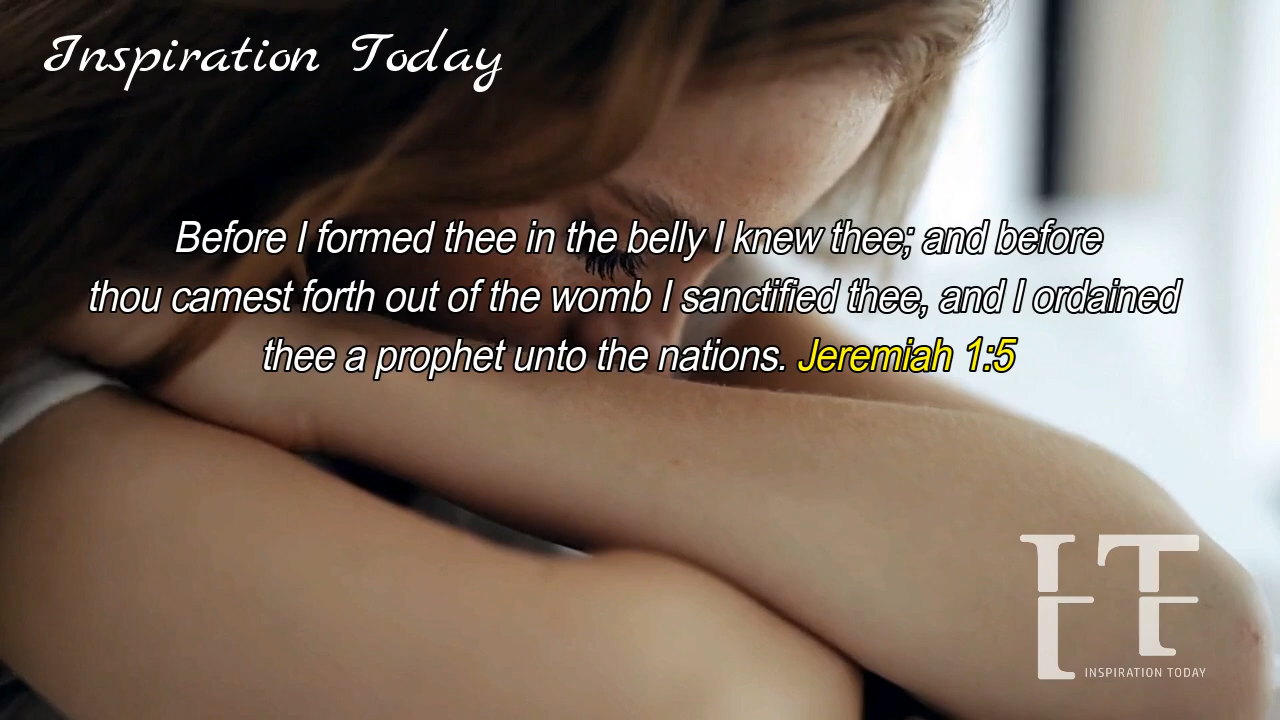 Inspiration Today
Before I formed thee in the belly I knew thee; and before
thou camest forth out of the womb I sanctified thee, and I ordained
thee a prophet unto the nations. Jeremiah 1:5
IT
INSPIRATION TODAY